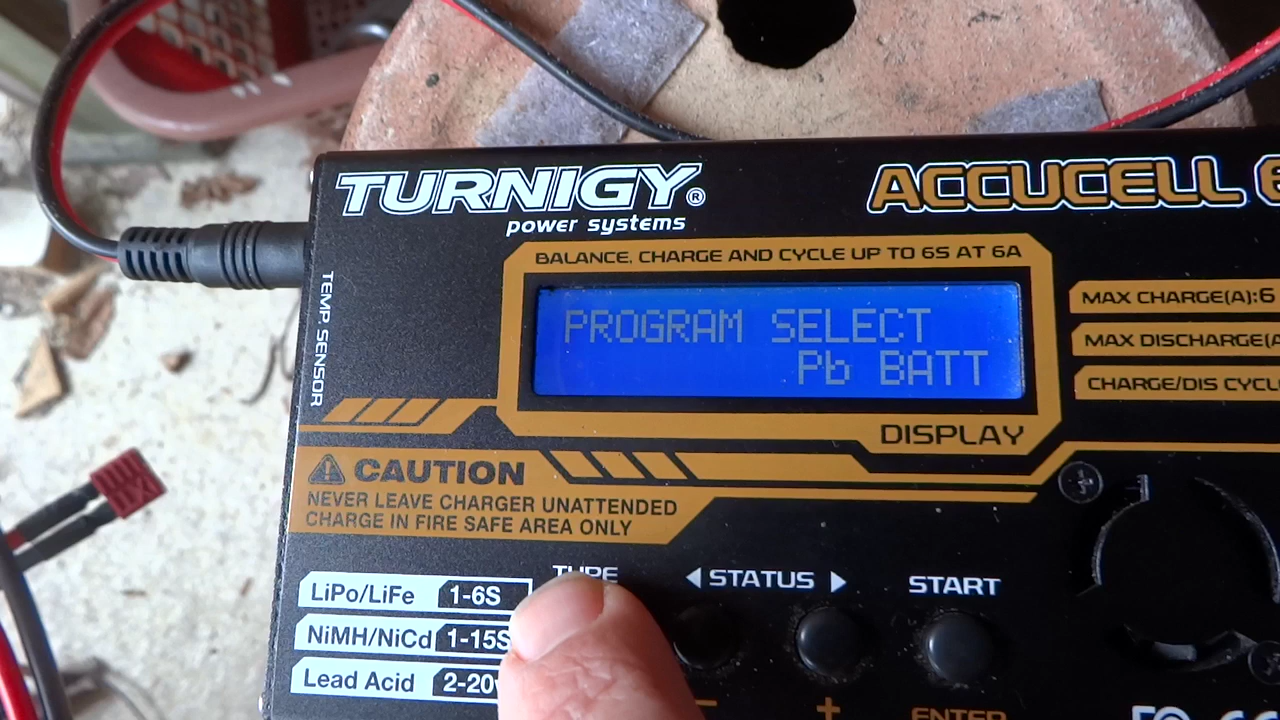 TURNIGY®
power systems
ACCUCELL 6
BALANCE, CHARGE AND CYCLE UP TO 6S AT 6A
PROGRAM SELECT
Pb BATT
DISPLAY
MAX CHARGE(A):6
MAX DISCHARGE(A
CHARGE/DIS CYCL
TEMP. SENSOR
CAUTION
NEVER LEAVE CHARGER UNATTENDED
CHARGE IN FIRE SAFE AREA ONLY
TYPE
STATUS
START
LiPo/LiFe 1-6S
NiMH/NiCd 1-15S
Lead Acid 2-20v
- +
ENTER